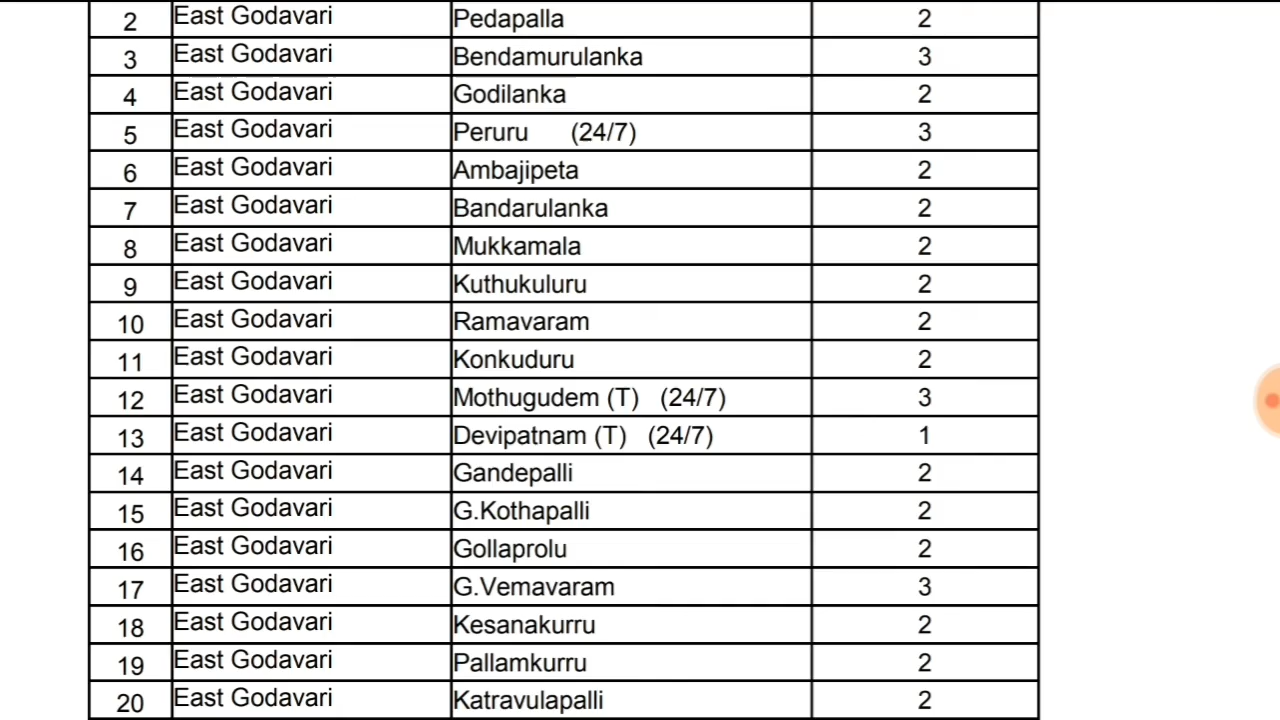 2 East Godavari Pedapalla 2
3 East Godavari Bendamurulanka 3
4 East Godavari Godilanka 2
5 East Godavari Peruru (24/7) 3
6 East Godavari Ambajipeta 2
7 East Godavari Bandarulanka 2
8 East Godavari Mukkamala 2
9 East Godavari Kuthukuluru 2
10 East Godavari Ramavaram 2
11 East Godavari Konkuduru 2
12 East Godavari Mothugudem (T) (24/7) 3
13 East Godavari Devipatnam (T) (24/7) 1
14 East Godavari Gandepalli 2
15 East Godavari G.Kothapalli 2
16 East Godavari Gollaprolu 2
17 East Godavari G.Vemavaram 3
18 East Godavari Kesanakurru 2
19 East Godavari Pallamkurru 2
20 East Godavari Katravulapalli 2